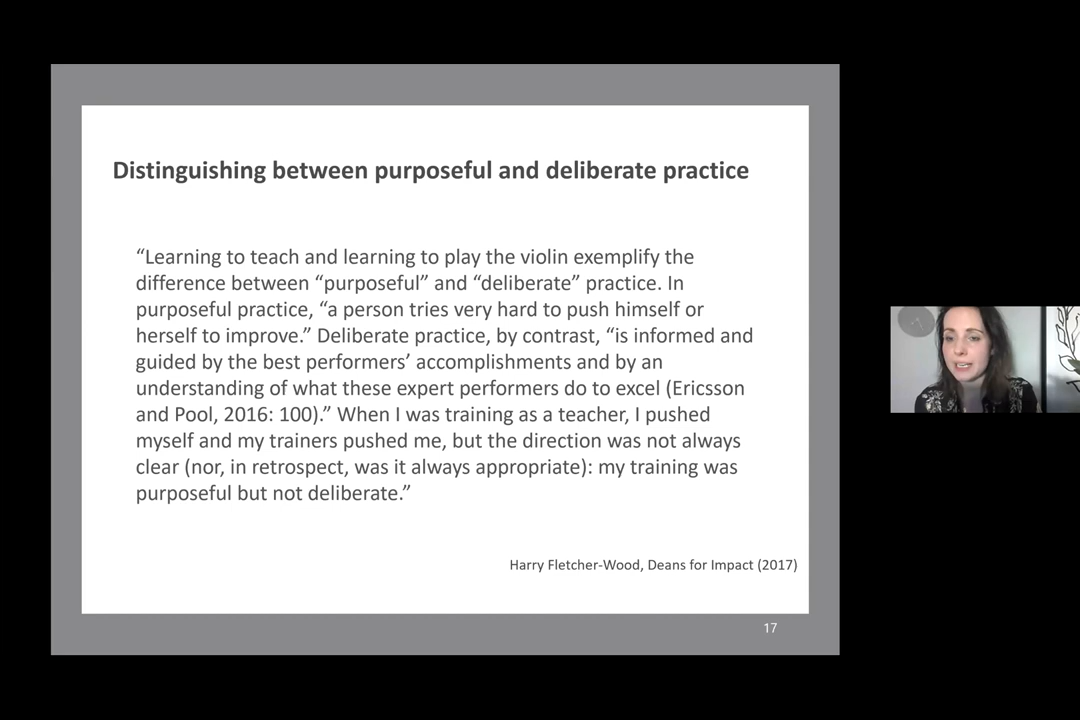 Distinguishing between purposeful and deliberate practice
“Learning to teach and learning to play the violin exemplify the
difference between “purposeful” and “deliberate” practice. In
purposeful practice, “a person tries very hard to push himself or
herself to improve.” Deliberate practice, by contrast, “is informed and
guided by the best performers’ accomplishments and by an
understanding of what these expert performers do to excel (Ericsson
and Pool, 2016: 100).” When I was training as a teacher, I pushed
myself and my trainers pushed me, but the direction was not always
clear (nor, in retrospect, was it always appropriate): my training was
purposeful but not deliberate.”
Harry Fletcher-Wood, Deans for Impact (2017)
17